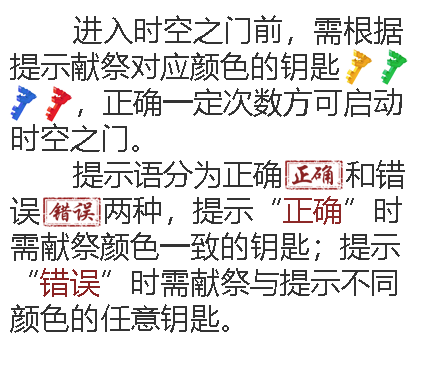 进入时空之门前，需根据
提示献祭对应颜色的钥匙
，正确一定次数方可启动
时空之门。
提示语分为正确正确和错
误错误两种，提示“正确”时
需献祭颜色一致的钥匙；提示
“错误”时需献祭与提示不同
颜色的任意钥匙。